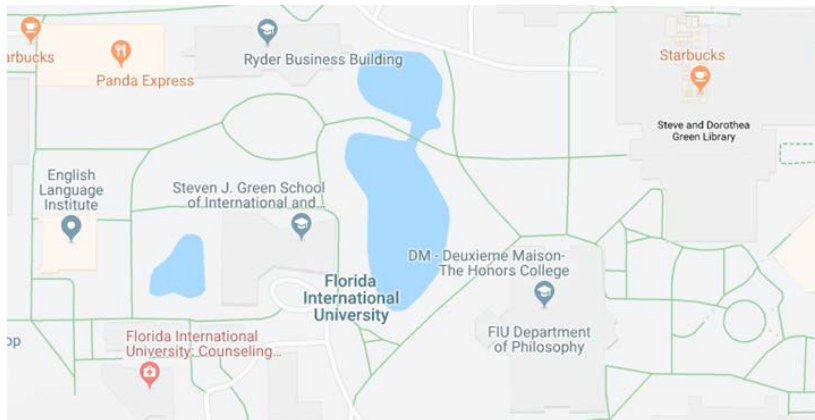 arbucks
Panda Express
Ryder Business Building
Starbucks
Steve and Dorothea
Green Library
English
Language
Institute
Steven J. Green School
of International and...
DM - Deuxieme Maison-
The Honors College
Florida
International
University
FIU Department
of Philosophy
Florida International
University: Counseling...
op